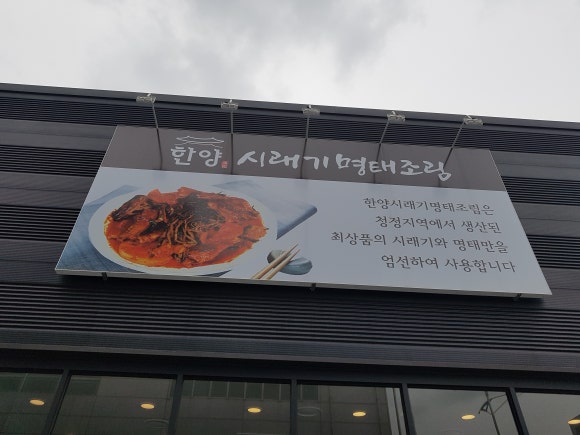 한양 시래기명태조림
한양시래기명태조림은
청정지역에서 생산된
최상품의 시래기와 명태만을
엄선하여 사용합니다